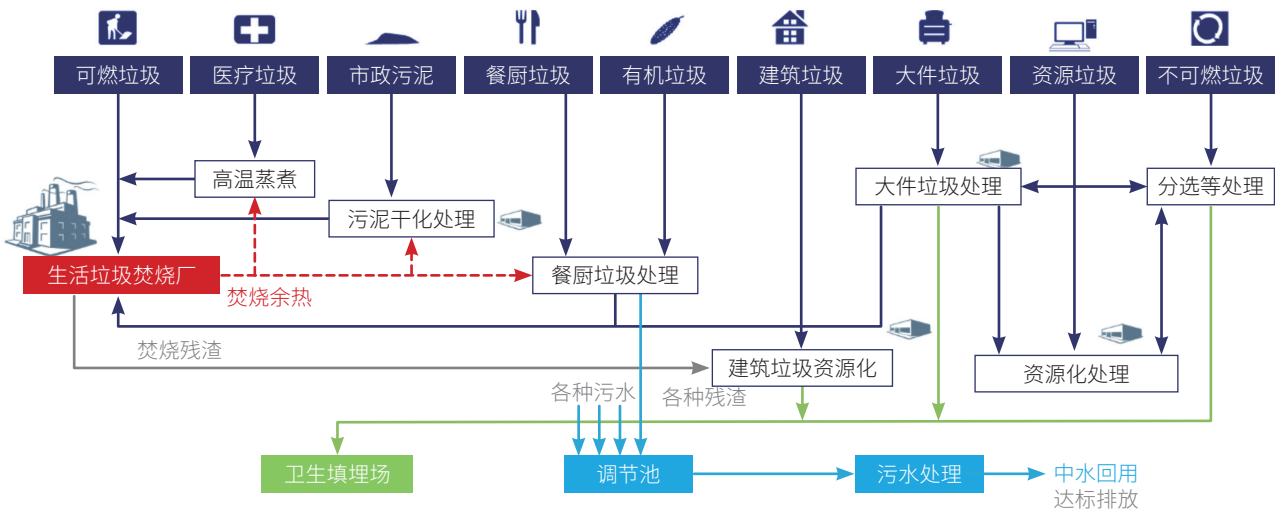 可燃垃圾
医疗垃圾
市政污泥
餐厨垃圾
有机垃圾
建筑垃圾
大件垃圾
资源垃圾
不可燃垃圾
高温蒸煮
大件垃圾处理
分选等处理
污泥干化处理
生活垃圾焚烧厂
餐厨垃圾处理
焚烧余热
焚烧残渣
建筑垃圾资源化
资源化处理
各种污水
各种残渣
卫生填埋场
调节池
污水处理
中水回用
达标排放